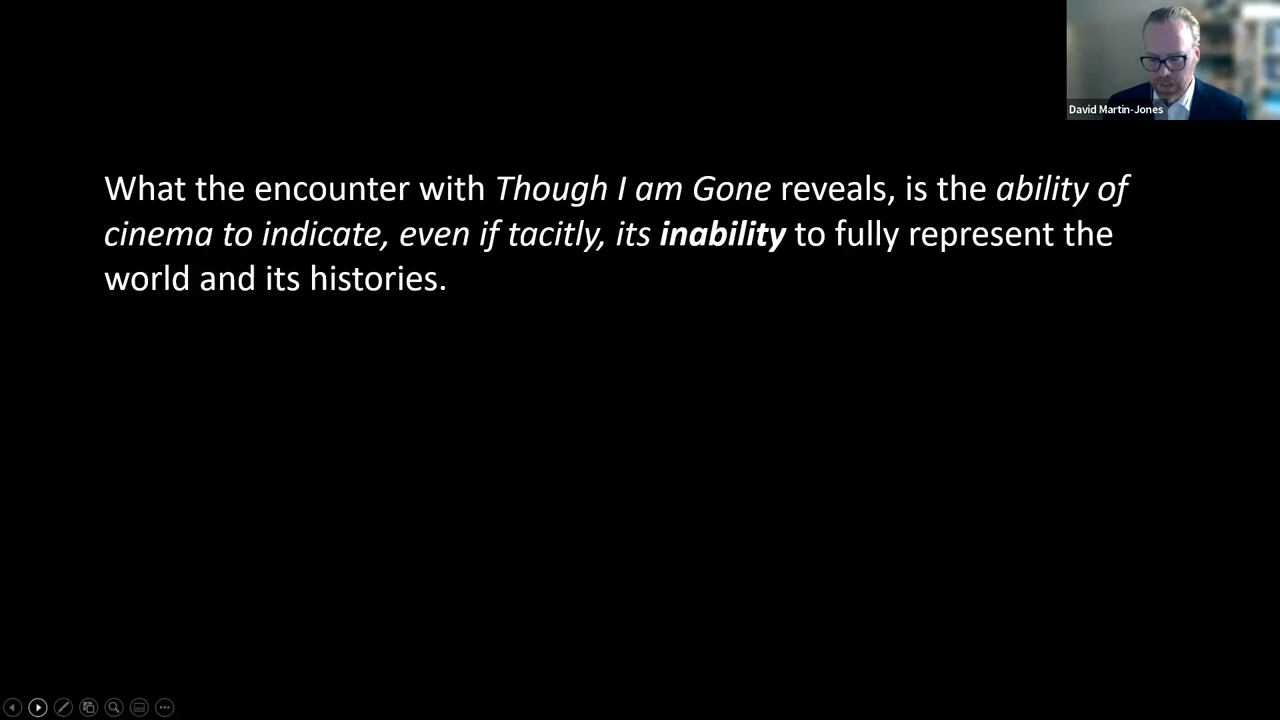 David Martin-Jones
What the encounter with Though I am Gone reveals, is the ability of
cinema to indicate, even if tacitly, its inability to fully represent the
world and its histories.